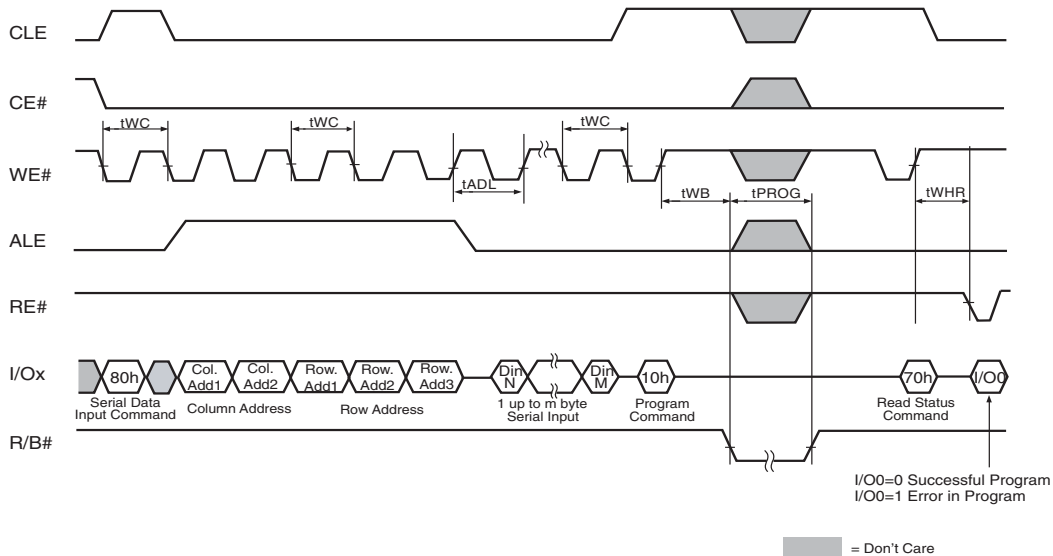 CLE
CE#
tWC
tWC
tWC
WE#
tADL
tWB
tPROG
tWHR
ALE
RE#
I/Ox
80h
Col. Add1
Col. Add2
Row. Add1
Row. Add2
Row. Add3
Din N
Din M
10h
70h
I/O0
Serial Data
Input Command
Column Address
Row Address
1 up to m byte
Serial Input
Program
Command
Read Status
Command
R/B#
I/O0=0 Successful Program
I/O0=1 Error in Program
= Don't Care